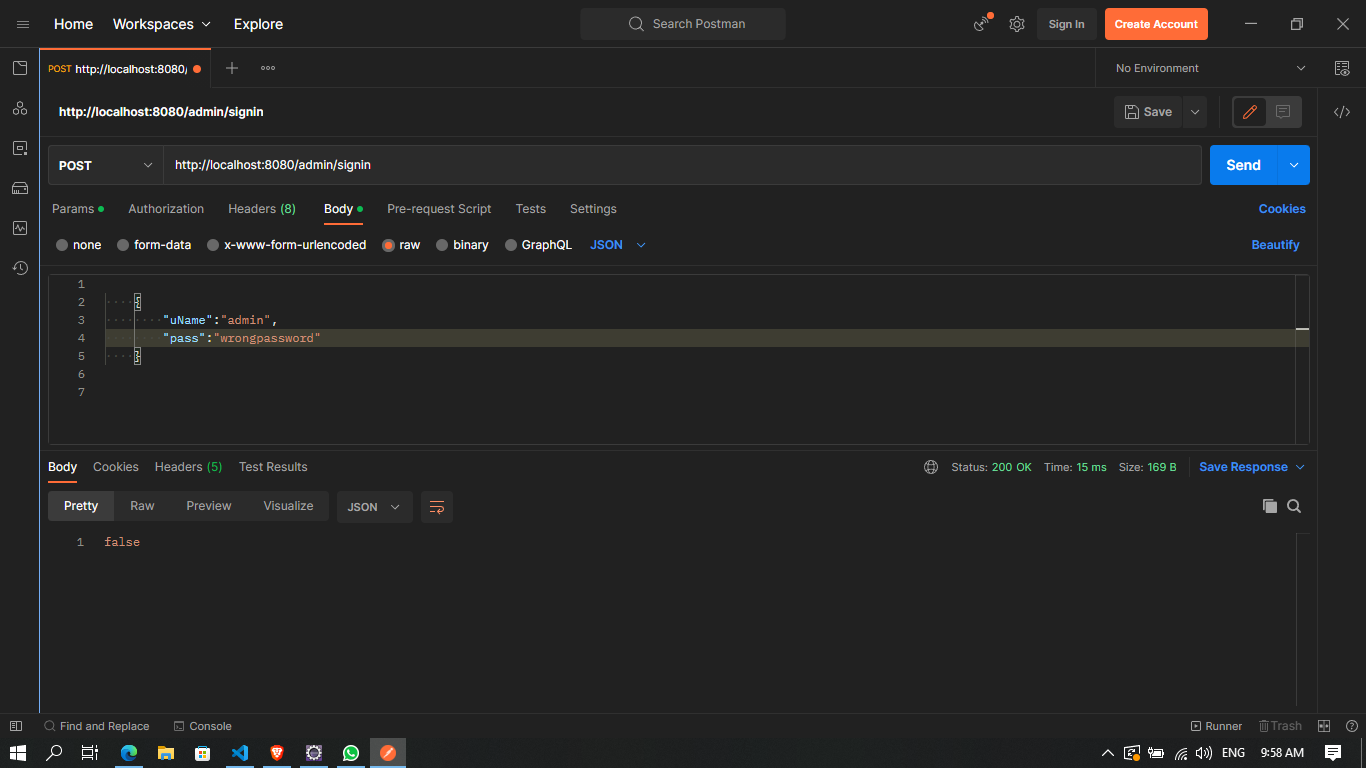 Home Workspaces Explore Search Postman Sign In Create Account
POST http://localhost:8080/ No Environment
http://localhost:8080/admin/signin Save
POST http://localhost:8080/admin/signin Send
Params Authorization Headers (8) Body Pre-request Script Tests Settings Cookies
none form-data x-www-form-urlencoded raw binary GraphQL JSON Beautify
1
2 {
3 "uName":"admin",
4 "pass":"wrongpassword"
5 }
6
7
Body Cookies Headers (5) Test Results Status: 200 OK Time: 15 ms Size: 169 B Save Response
Pretty Raw Preview Visualize JSON
1 false
Find and Replace Console Runner Trash
ENG 9:58 AM